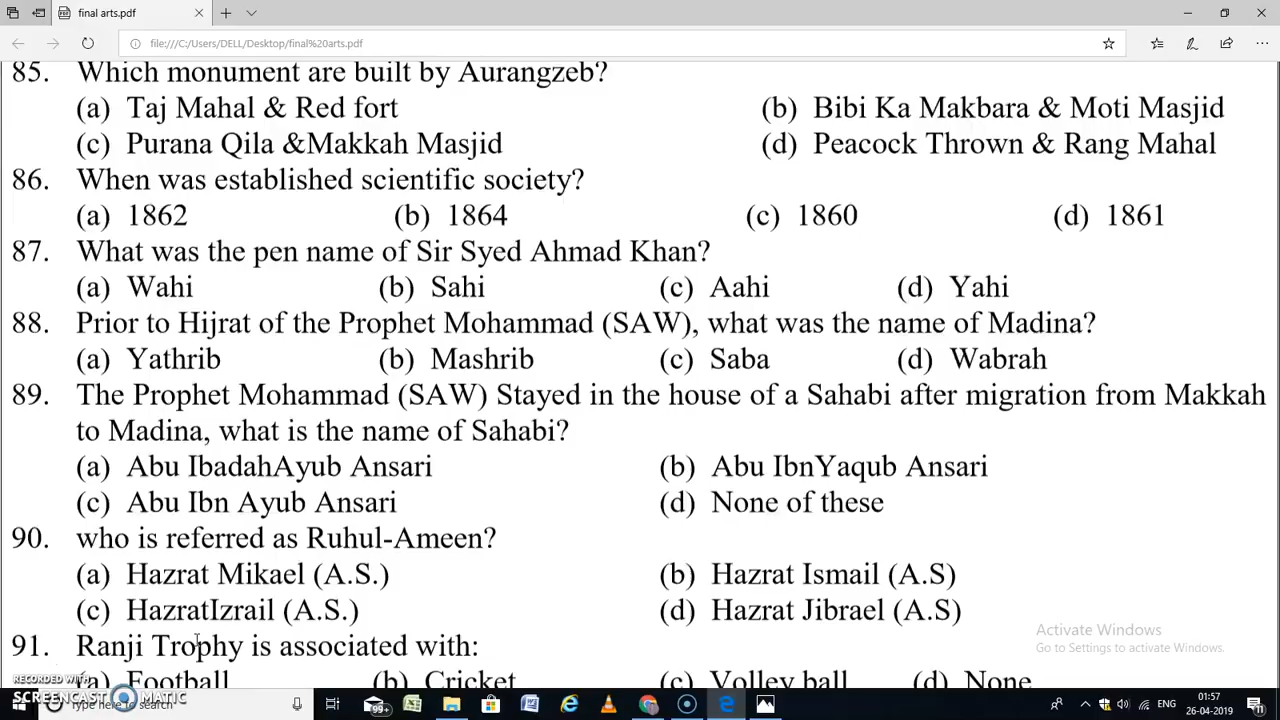 final arts.pdf
file:///C:/Users/DELL/Desktop/final%20arts.pdf
85. Which monument are built by Aurangzeb?
(a) Taj Mahal & Red fort (b) Bibi Ka Makbara & Moti Masjid
(c) Purana Qila &Makkah Masjid (d) Peacock Thrown & Rang Mahal
86. When was established scientific society?
(a) 1862 (b) 1864 (c) 1860 (d) 1861
87. What was the pen name of Sir Syed Ahmad Khan?
(a) Wahi (b) Sahi (c) Aahi (d) Yahi
88. Prior to Hijrat of the Prophet Mohammad (SAW), what was the name of Madina?
(a) Yathrib (b) Mashrib (c) Saba (d) Wabrah
89. The Prophet Mohammad (SAW) Stayed in the house of a Sahabi after migration from Makkah
to Madina, what is the name of Sahabi?
(a) Abu IbadahAyub Ansari (b) Abu IbnYaqub Ansari
(c) Abu Ibn Ayub Ansari (d) None of these
90. who is referred as Ruhul-Ameen?
(a) Hazrat Mikael (A.S.) (b) Hazrat Ismail (A.S)
(c) HazratIzrail (A.S.) (d) Hazrat Jibrael (A.S)
91. Ranji Trophy is associated with:
(a) Football (b) Cricket (c) Volley ball (d) None
Activate Windows
Go to Settings to activate Windows.
RECORDED WITH
SCREENCAST MATIC
Type here to search
99+
ENG
01:57
26-04-2019